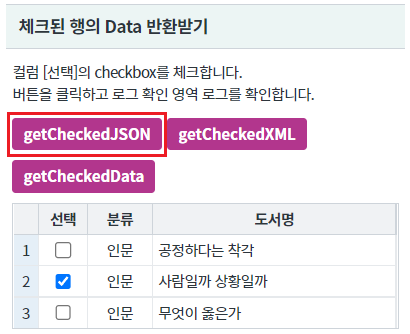 체크된 행의 Data 반환받기
컬럼 [선택]의 checkbox를 체크합니다.
버튼을 클릭하고 로그 확인 영역 로그를 확인합니다.
getCheckedJSON getCheckedXML
getCheckedData
선택 분류 도서명
1 인문 공정하다는 착각
2 인문 사람일까 상황일까
3 인문 무엇이 옳은가